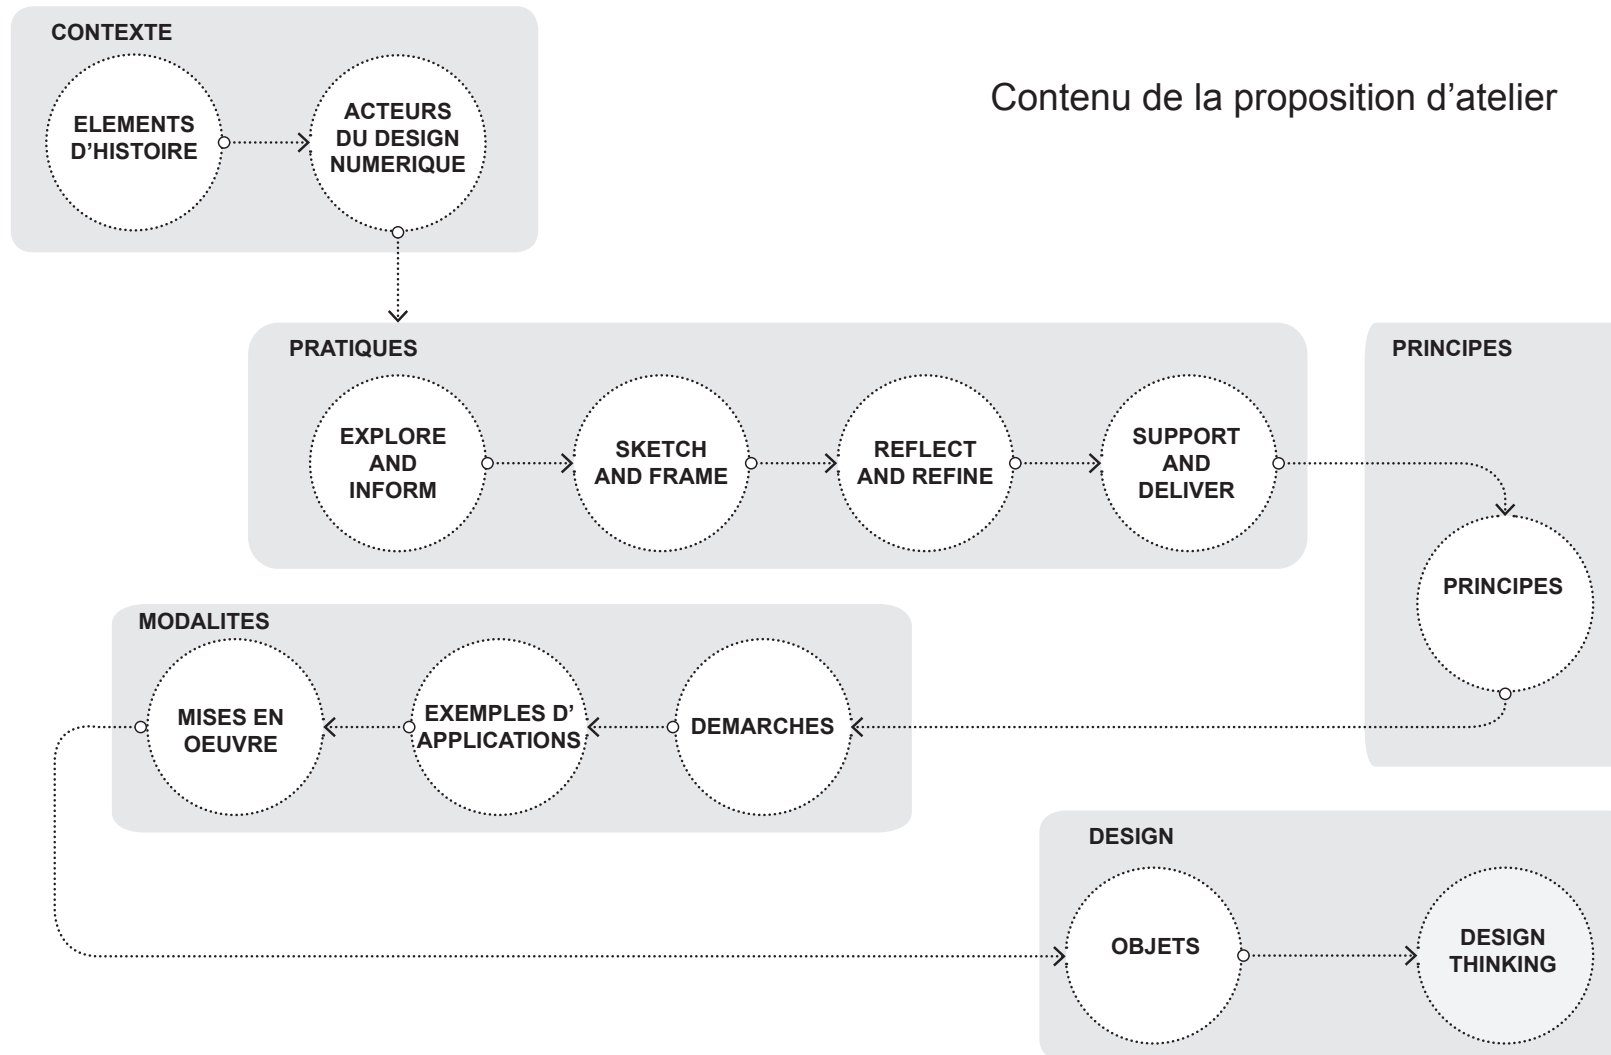 CONTEXTE
ELEMENTS
D’HISTOIRE
ACTEURS
DU DESIGN
NUMERIQUE
Contenu de la proposition d’atelier
PRATIQUES
EXPLORE
AND
INFORM
SKETCH
AND FRAME
REFLECT
AND REFINE
SUPPORT
AND
DELIVER
PRINCIPES
PRINCIPES
MODALITES
MISES EN
OEUVRE
EXEMPLES D’
APPLICATIONS
DEMARCHES
DESIGN
OBJETS
DESIGN
THINKING